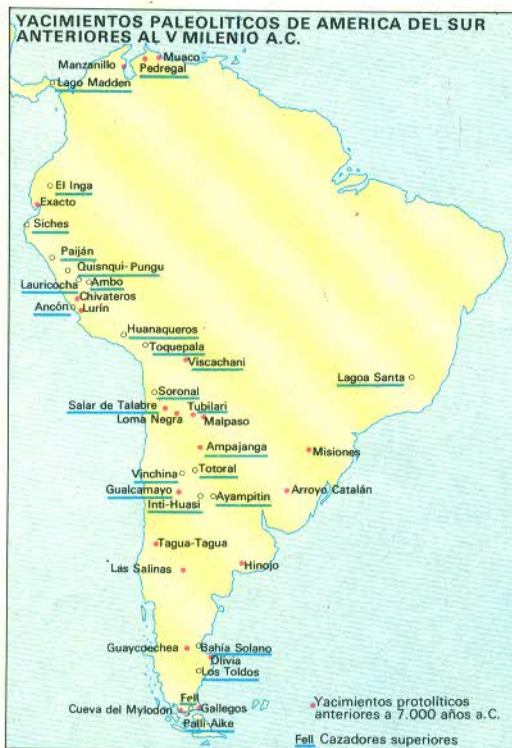 YACIMIENTOS PALEOLITICOS DE AMERICA DEL SUR
ANTERIORES AL V MILENIO A.C.
Muaco
Manzanillo
Pedregal
Lago Madden
El Inga
Exacto
Siches
Paiján
Quisnqui-Pungu
Lauricocha
Ambo
Chivateros
Ancón
Lurín
Huanaqueros
Toquepala
Viscachani
Lagoa Santa
Soronal
Salar de Talabre
Tubilari
Loma Negra
Malpaso
Ampajanga
Misiones
Vinchina
Totoral
Gualcamayo
Arroyo Catalán
Inti-Huasi
Ayampitin
Tagua-Tagua
Las Salinas
Hinojo
Guaycoechea
Bahía Solano
Olivia
Los Toldos
Fell
Cueva del Mylodon
Gallegos
Palli-Aike
Yacimientos protolíticos
anteriores a 7.000 años a.C.
Fell Cazadores superiores